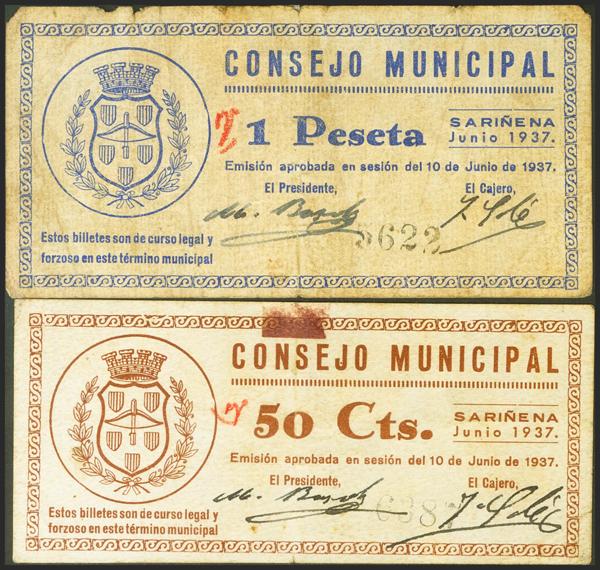 CONSEJO MUNICIPAL
1 Peseta
SARIÑENA
Junio 1937.
Emisión aprobada en sesión del 10 de Junio de 1937.
El Presidente, El Cajero,
Estos billetes son de curso legal y
forzoso en este término municipal
CONSEJO MUNICIPAL
50 Cts.
SARIÑENA
Junio 1937.
Emisión aprobada en sesión del 10 de Junio de 1937.
El Presidente, El Cajero,
Estos billetes son de curso legal y
forzoso en este término municipal